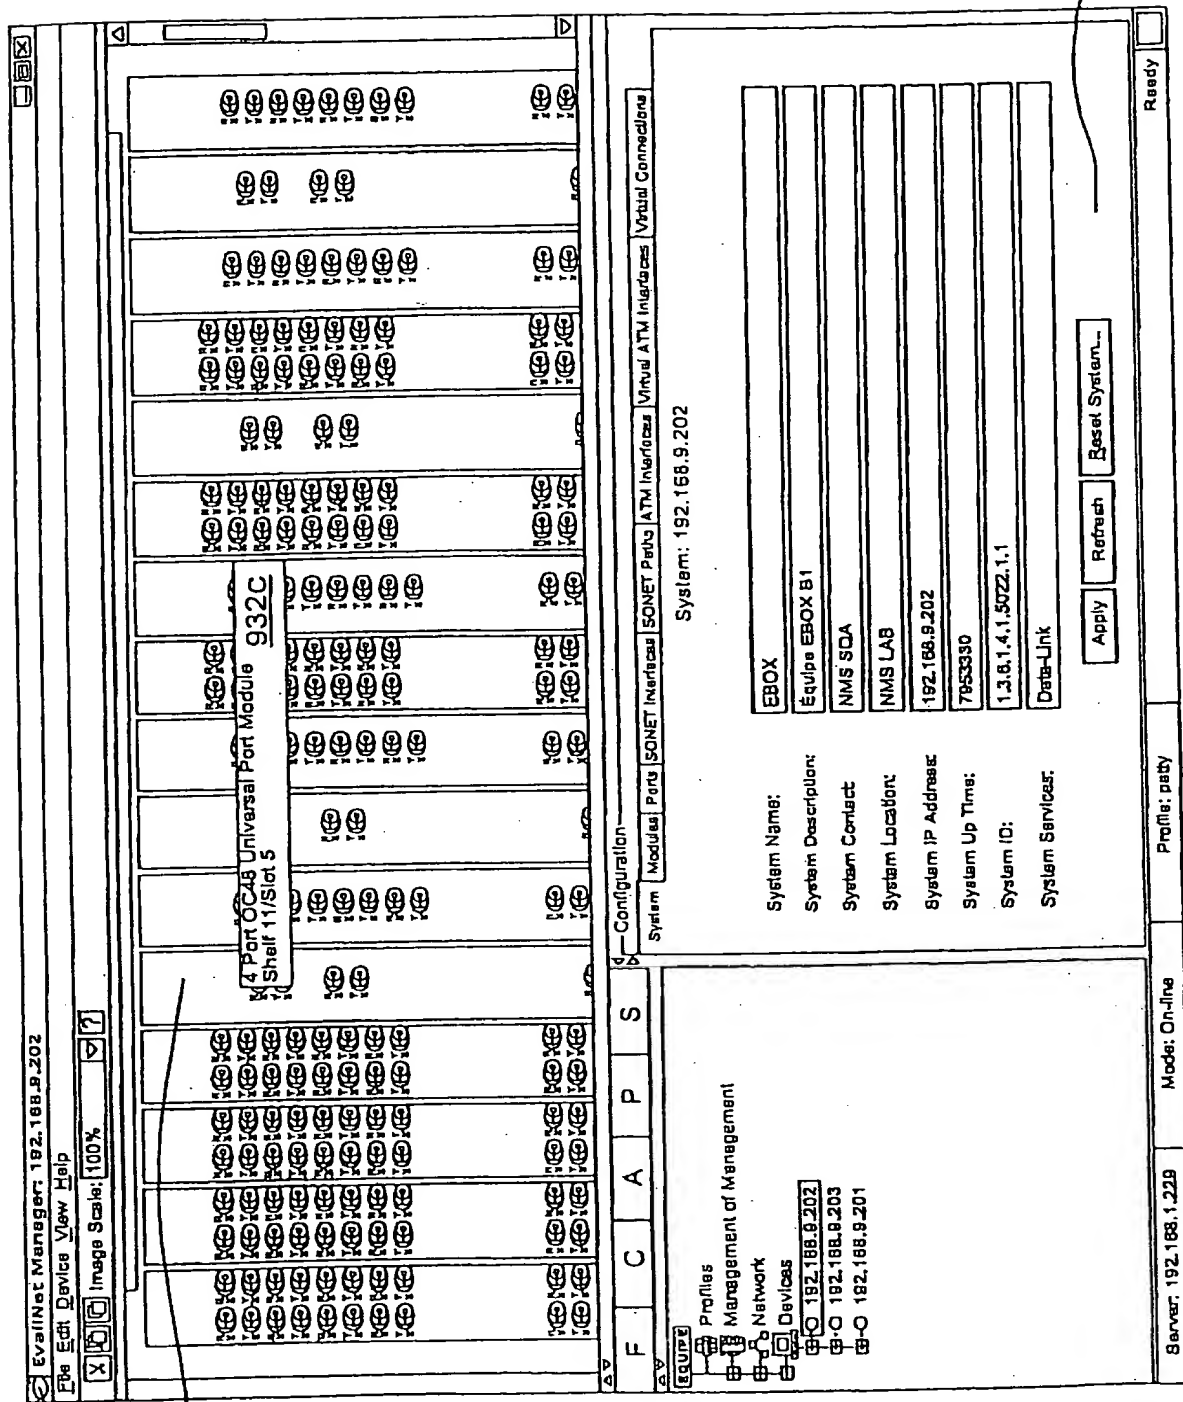 EvailNet Manager: 192.168.9.202
File Edit Device View Help
Image Scale: 100%
4 Port OC48 Universal Port Module
Shelf 11/Slot 5
932C
F C A P S
EQUIPE
Profiles
Management of Management
Network
Devices
192.168.9.202
192.168.9.203
192.168.9.201
Configuration
System Modules Ports SONET Interfaces SONET Paths ATM Interfaces Virtual ATM Interfaces Virtual Connections
System: 192.168.9.202
System Name: EBOX
System Description: Equipe EBOX B1
System Contact: NMS SQA
System Location: NMS LAB
System IP Address: 192.168.9.202
System Up Time: 7953330
System ID: 1.3.6.1.4.1.5022.1.1
System Services: Data-Link
Apply Refresh Reset System...
Server: 192.168.1.229 Mode: On-line Profile: patty Ready